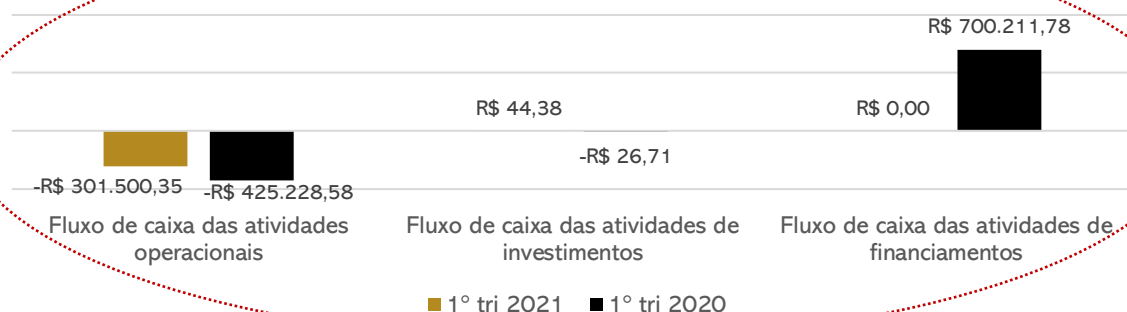 R$ 700.211,78
R$ 44,38
R$ 0,00
-R$ 26,71
-R$ 301.500,35
-R$ 425.228,58
Fluxo de caixa das atividades
operacionais
Fluxo de caixa das atividades de
investimentos
Fluxo de caixa das atividades de
financiamentos
1° tri 2021
1° tri 2020